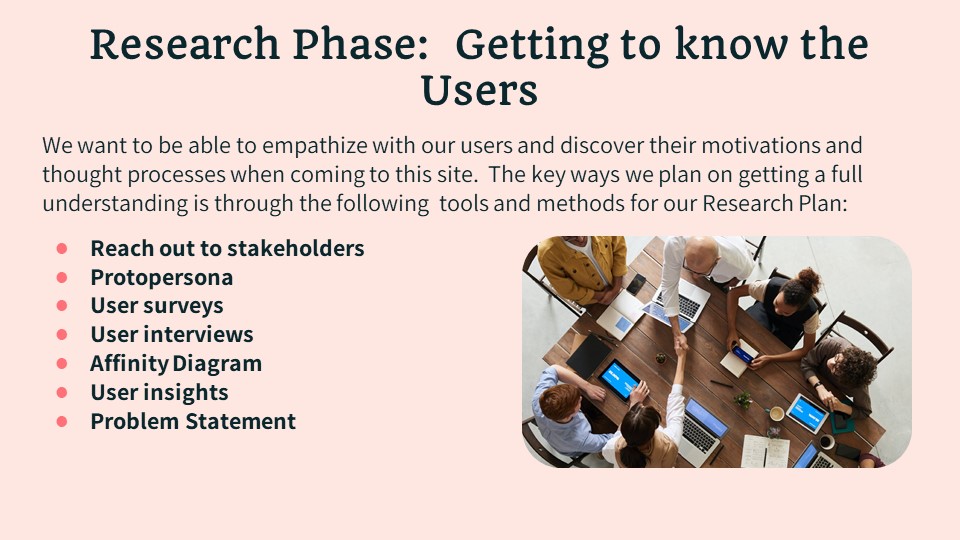 Research Phase:  Getting to know the
Users
We want to be able to empathize with our users and discover their motivations and
thought processes when coming to this site.  The key ways we plan on getting a full
understanding is through the following  tools and methods for our Research Plan:
● Reach out to stakeholders
● Protopersona
● User surveys
● User interviews
● Affinity Diagram
● User insights
● Problem Statement